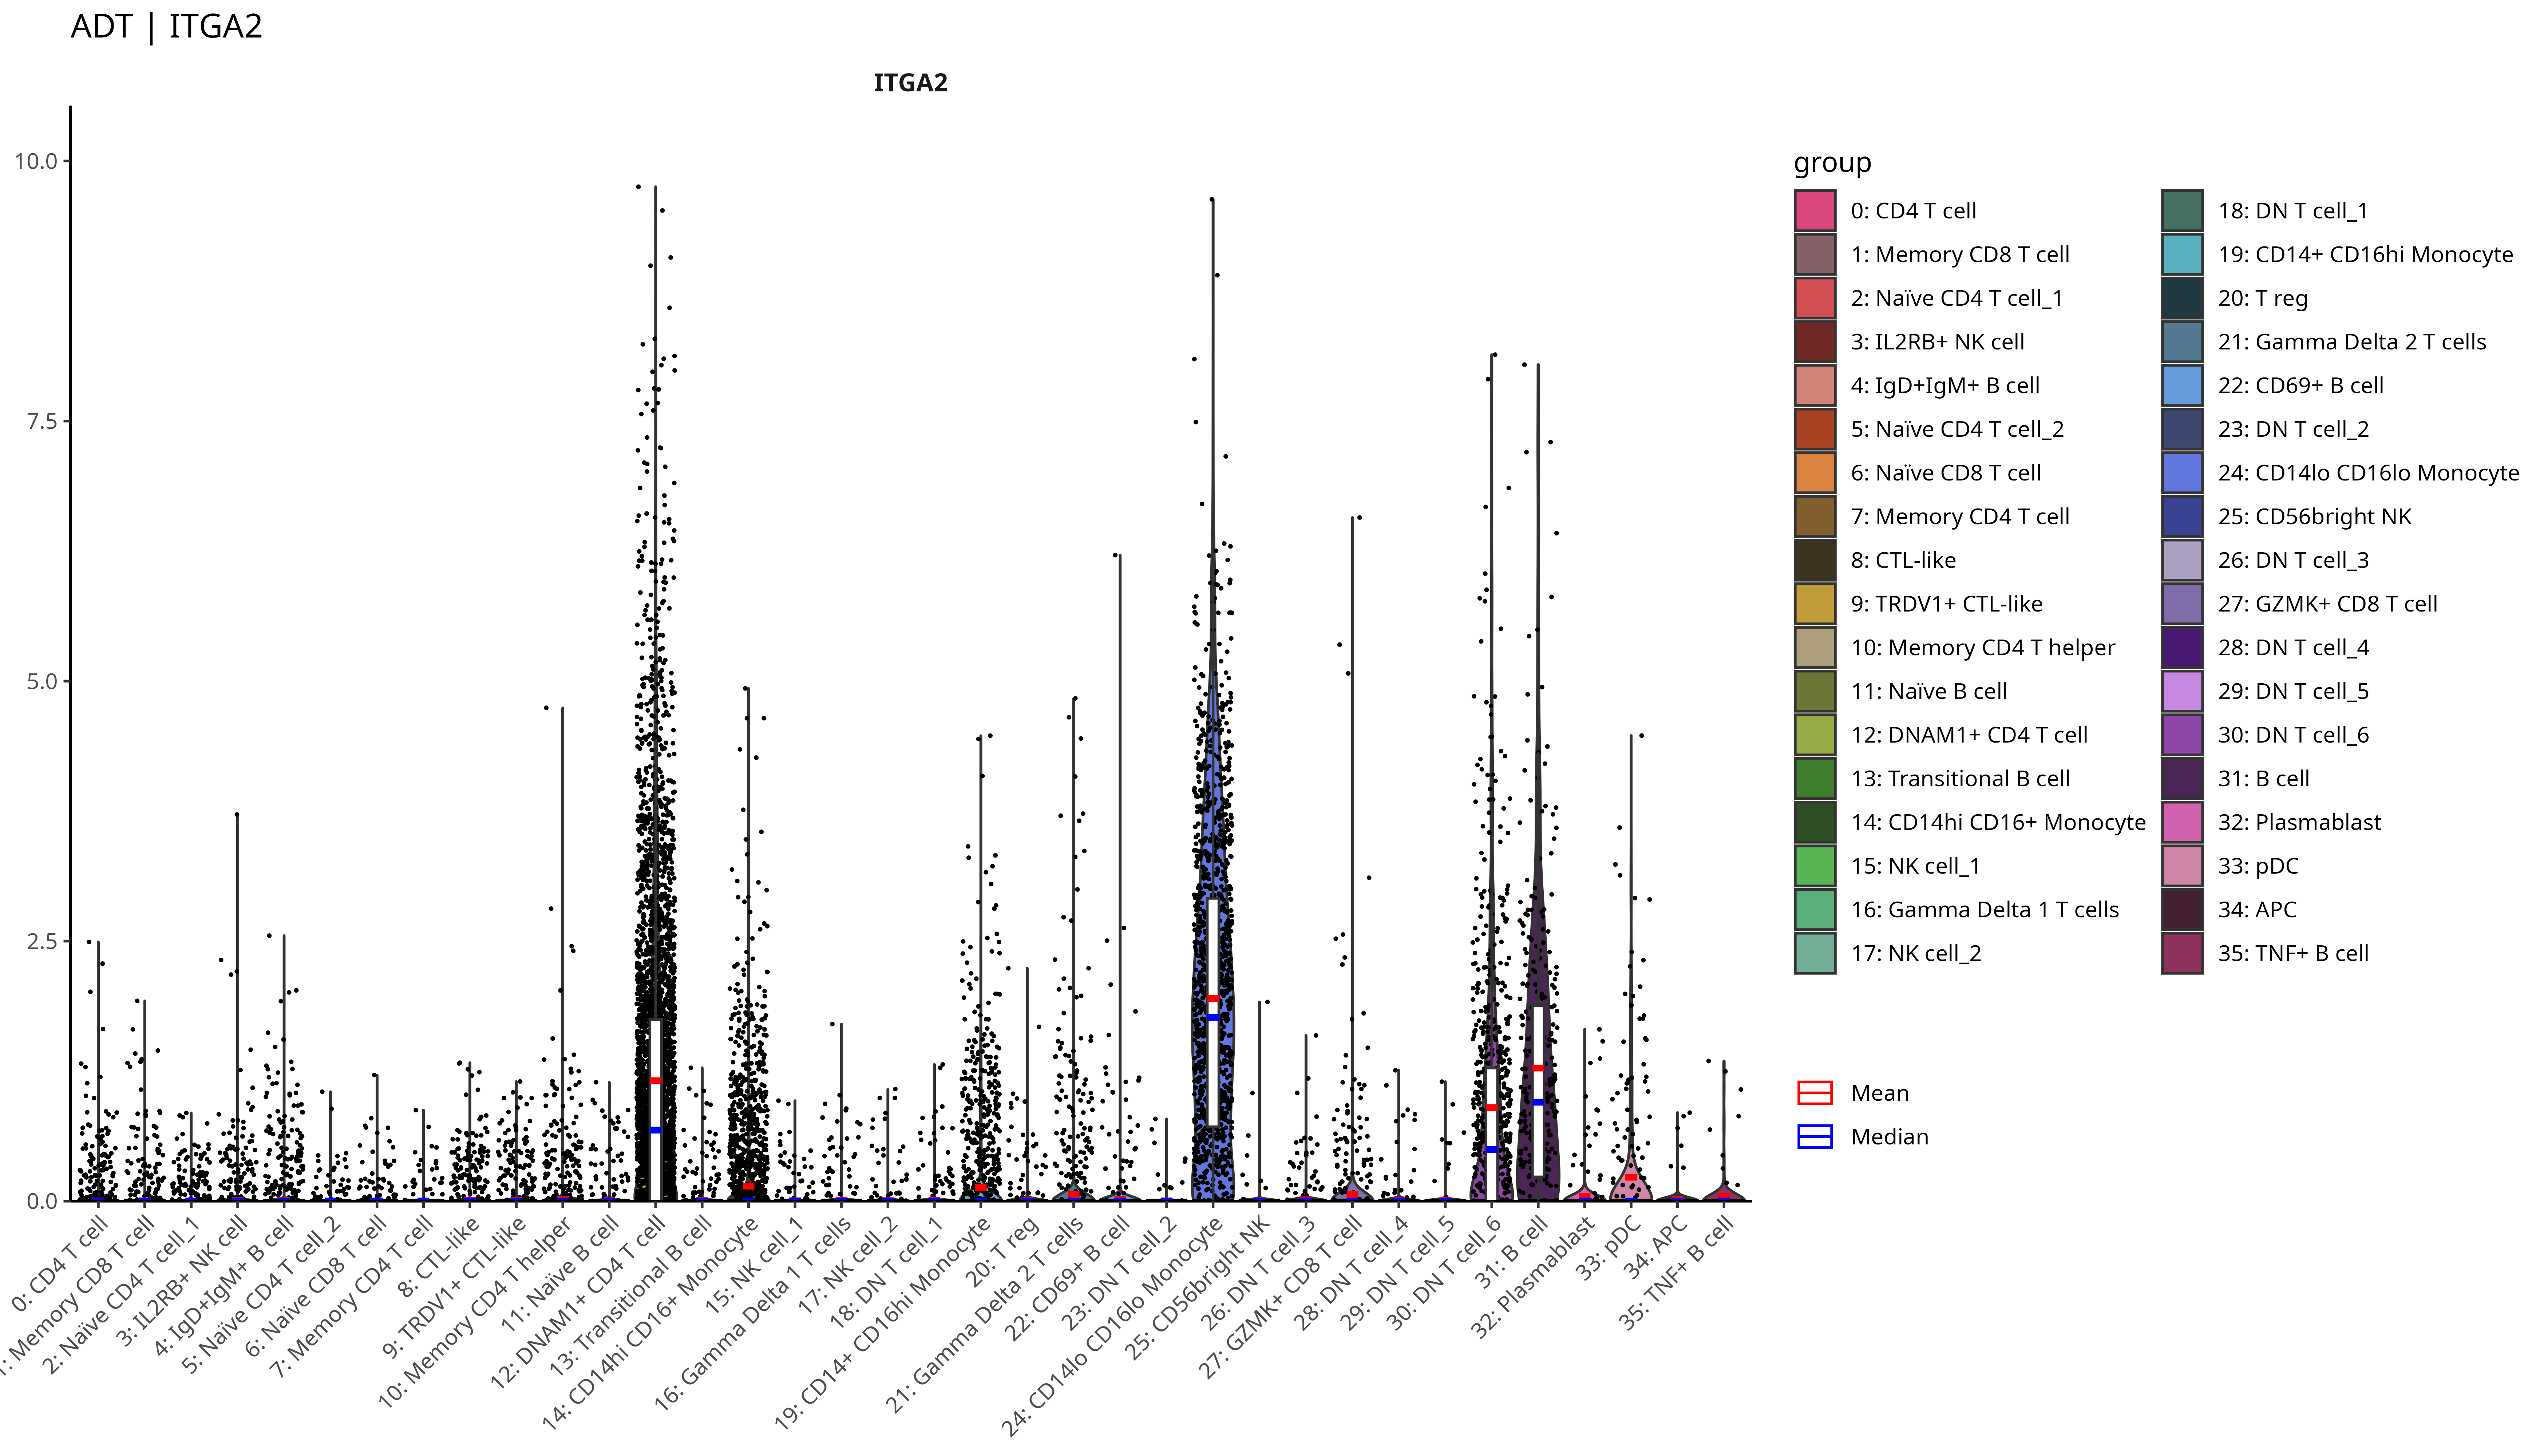 ADT | ITGA2
ITGA2
10.0
7.5
5.0
2.5
0.0
0: CD4 T cell
1: Memory CD8 T cell
2: Naïve CD4 T cell_1
3: IL2RB+ NK cell
4: IgD+IgM+ B cell
5: Naïve CD4 T cell_2
6: Naïve CD8 T cell
7: Memory CD4 T cell
8: CTL-like
9: TRDV1+ CTL-like
10: Memory CD4 T helper
11: Naïve B cell
12: DNAM1+ CD4 T cell
13: Transitional B cell
14: CD14hi CD16+ Monocyte
15: NK cell_1
16: Gamma Delta 1 T cells
17: NK cell_2
18: DN T cell_1
19: CD14+ CD16hi Monocyte
20: T reg
21: Gamma Delta 2 T cells
22: CD69+ B cell
23: DN T cell_2
24: CD14lo CD16lo Monocyte
25: CD56bright NK
26: DN T cell_3
27: GZMK+ CD8 T cell
28: DN T cell_4
29: DN T cell_5
30: DN T cell_6
31: B cell
32: Plasmablast
33: pDC
34: APC
35: TNF+ B cell
group
0: CD4 T cell
1: Memory CD8 T cell
2: Naïve CD4 T cell_1
3: IL2RB+ NK cell
4: IgD+IgM+ B cell
5: Naïve CD4 T cell_2
6: Naïve CD8 T cell
7: Memory CD4 T cell
8: CTL-like
9: TRDV1+ CTL-like
10: Memory CD4 T helper
11: Naïve B cell
12: DNAM1+ CD4 T cell
13: Transitional B cell
14: CD14hi CD16+ Monocyte
15: NK cell_1
16: Gamma Delta 1 T cells
17: NK cell_2
18: DN T cell_1
19: CD14+ CD16hi Monocyte
20: T reg
21: Gamma Delta 2 T cells
22: CD69+ B cell
23: DN T cell_2
24: CD14lo CD16lo Monocyte
25: CD56bright NK
26: DN T cell_3
27: GZMK+ CD8 T cell
28: DN T cell_4
29: DN T cell_5
30: DN T cell_6
31: B cell
32: Plasmablast
33: pDC
34: APC
35: TNF+ B cell
Mean
Median